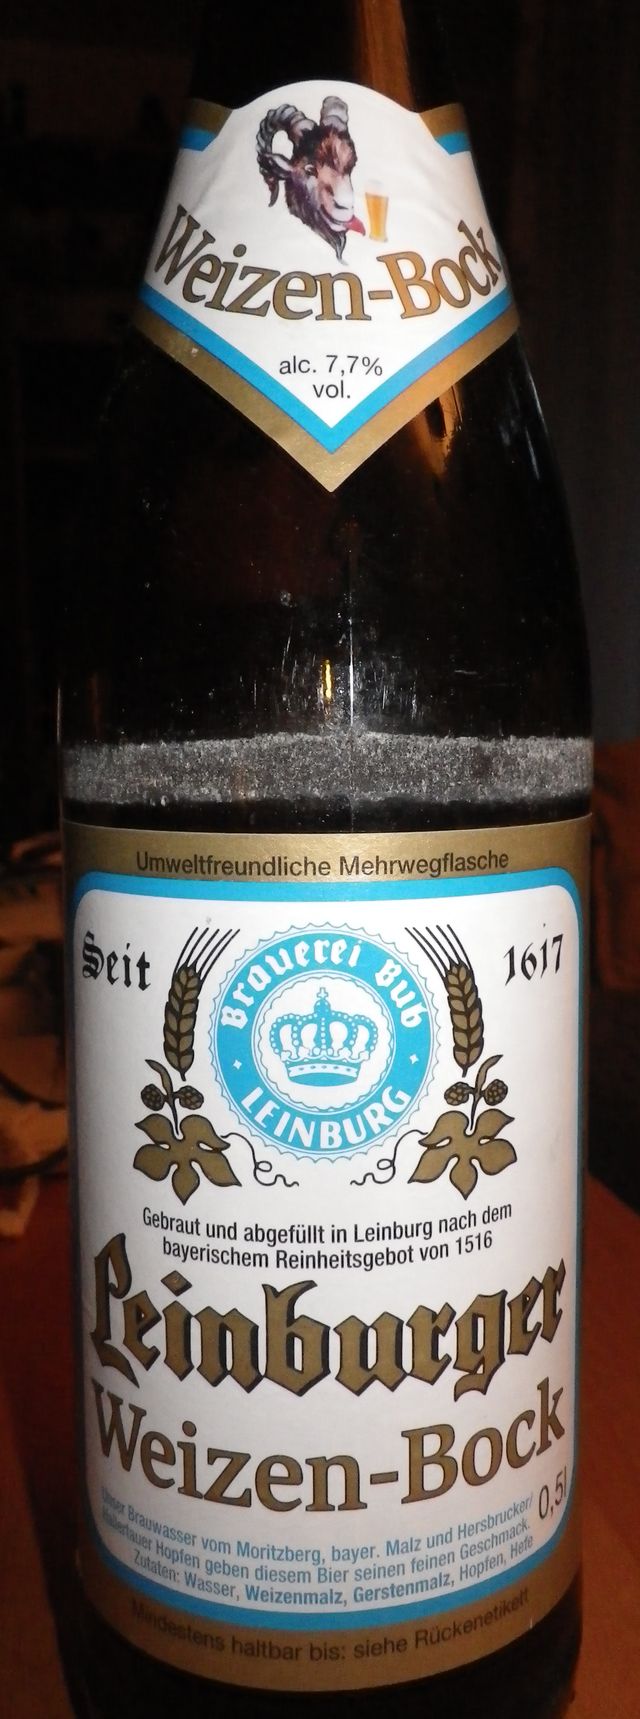 Weizen-Bock
alc. 7,7%
vol.
Umweltfreundliche Mehrwegflasche
Seit 1617
Brauerei Bub
LEINBURG
Gebraut und abgefüllt in Leinburg nach dem
bayerischem Reinheitsgebot von 1516
Leinburger
Weizen-Bock
0,5l
Unser Brauwasser vom Moritzberg, bayer. Malz und Hersbrucker/
Hallertauer Hopfen geben diesem Bier seinen feinen Geschmack.
Zutaten: Wasser, Weizenmalz, Gerstenmalz, Hopfen, Hefe
Mindestens haltbar bis: siehe Rückenetikett